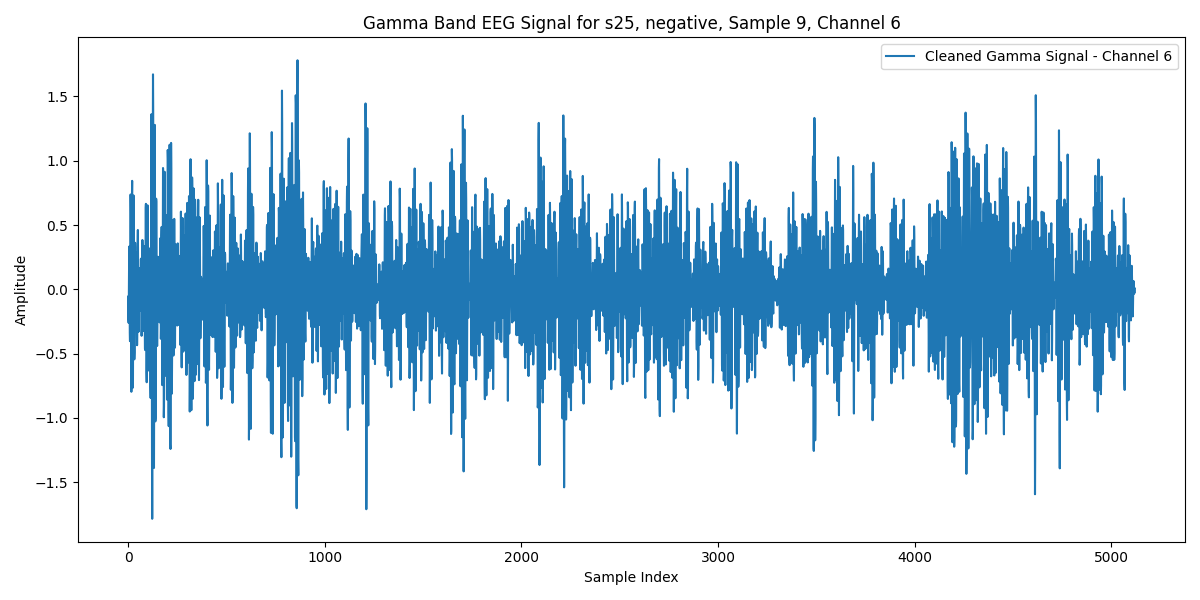 Gamma Band EEG Signal for s25, negative, Sample 9, Channel 6
Cleaned Gamma Signal - Channel 6
1.5
1.0
0.5
0.0
−0.5
−1.0
−1.5
Amplitude
0 1000 2000 3000 4000 5000
Sample Index